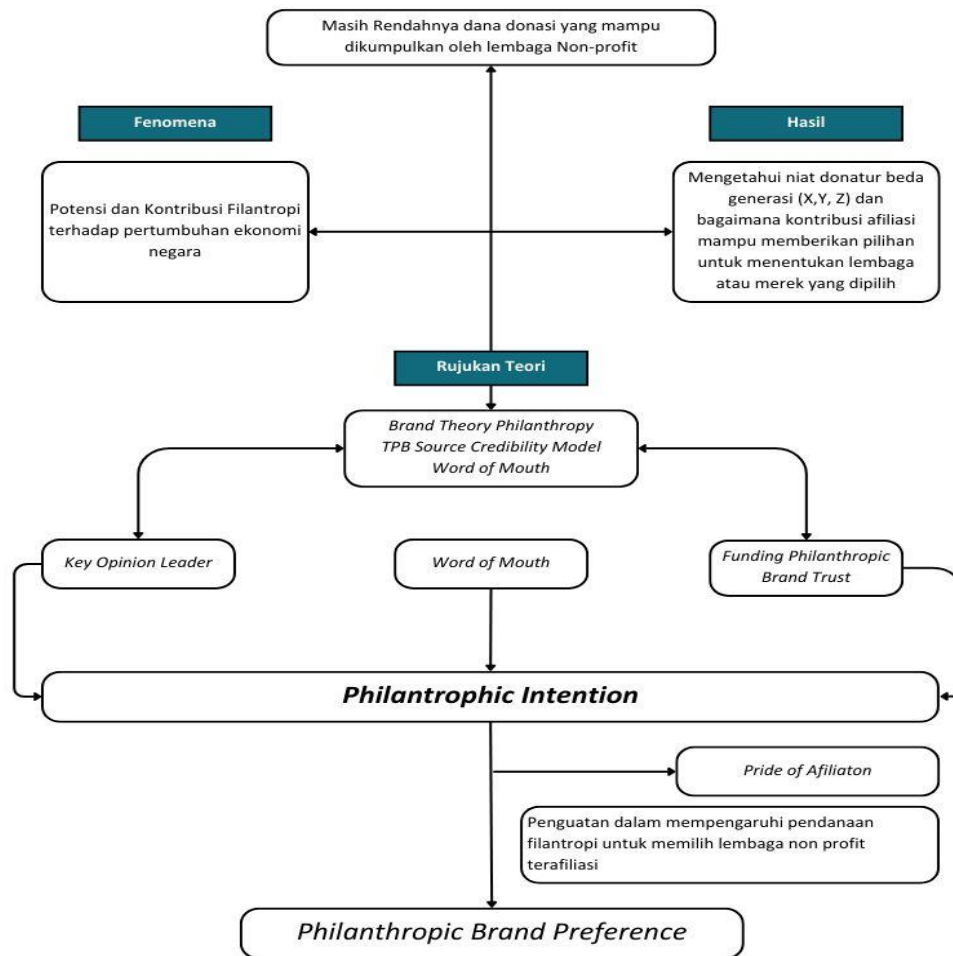 Masih Rendahnya dana donasi yang mampu
dikumpulkan oleh lembaga Non-profit
Fenomena
Hasil
Potensi dan Kontribusi Filantropi
terhadap pertumbuhan ekonomi
negara
Mengetahui niat donatur beda
generasi (X,Y, Z) dan
bagaimana kontribusi afiliasi
mampu memberikan pilihan
untuk menentukan lembaga
atau merek yang dipilih
Rujukan Teori
Brand Theory Philanthropy
TPB Source Credibility Model
Word of Mouth
Key Opinion Leader
Word of Mouth
Funding Philanthropic
Brand Trust
Philantrophic Intention
Pride of Afiliaton
Penguatan dalam mempengaruhi pendanaan
filantropi untuk memilih lembaga non profit
terafiliasi
Philanthropic Brand Preference